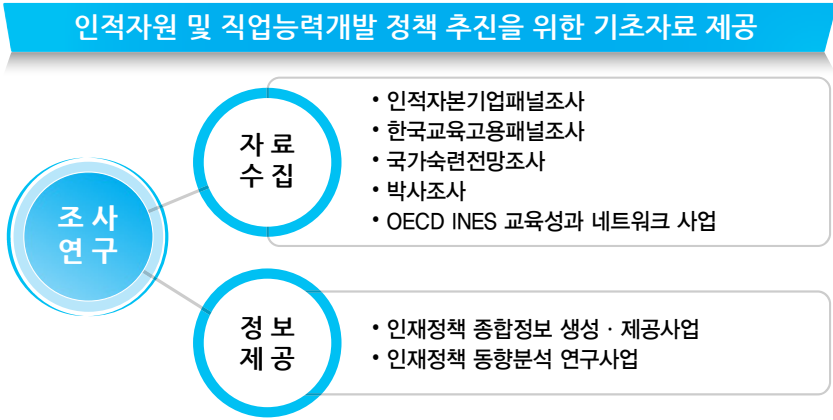 인적자원 및 직업능력개발 정책 추진을 위한 기초자료 제공
조 사
연 구
자 료
수 집
• 인적자본기업패널조사
• 한국교육고용패널조사
• 국가숙련전망조사
• 박사조사
• OECD INES 교육성과 네트워크 사업
정 보
제 공
• 인재정책 종합정보 생성 · 제공사업
• 인재정책 동향분석 연구사업